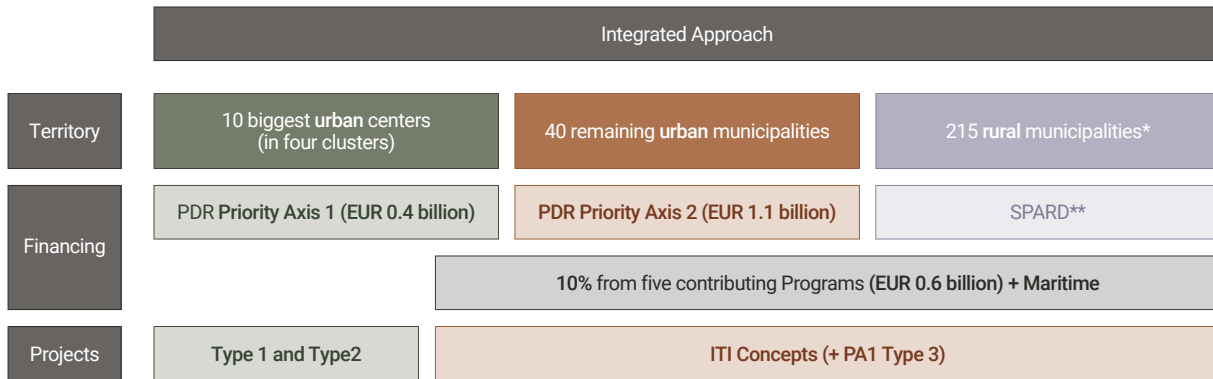 Integrated Approach
Territory
10 biggest urban centers
(in four clusters)
40 remaining urban municipalities
215 rural municipalities*
Financing
PDR Priority Axis 1 (EUR 0.4 billion)
PDR Priority Axis 2 (EUR 1.1 billion)
SPARD**
10% from five contributing Programs (EUR 0.6 billion) + Maritime
Projects
Type 1 and Type2
ITI Concepts (+ PA1 Type 3)